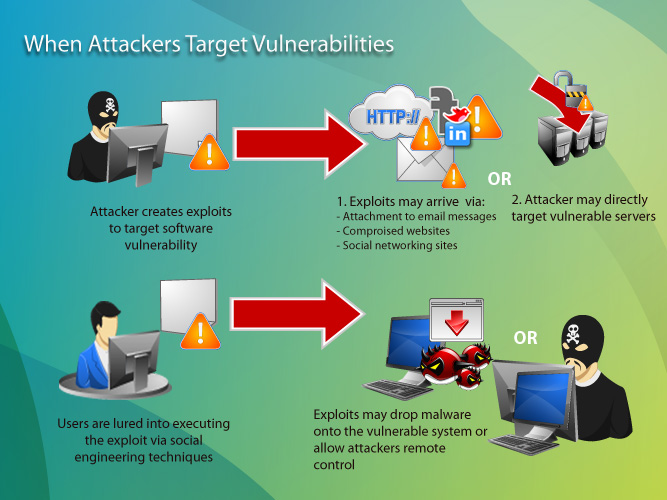 When Attackers Target Vulnerabilities
HTTP://
in
OR
Attacker creates exploits
to target software
vulnerability
1. Exploits may arrive via:
- Attachment to email messages
- Comproised websites
- Social networking sites
2. Attacker may directly
target vulnerable servers
OR
Users are lured into executing
the exploit via social
engineering techniques
Exploits may drop malware
onto the vulnerable system or
allow attackers remote
control